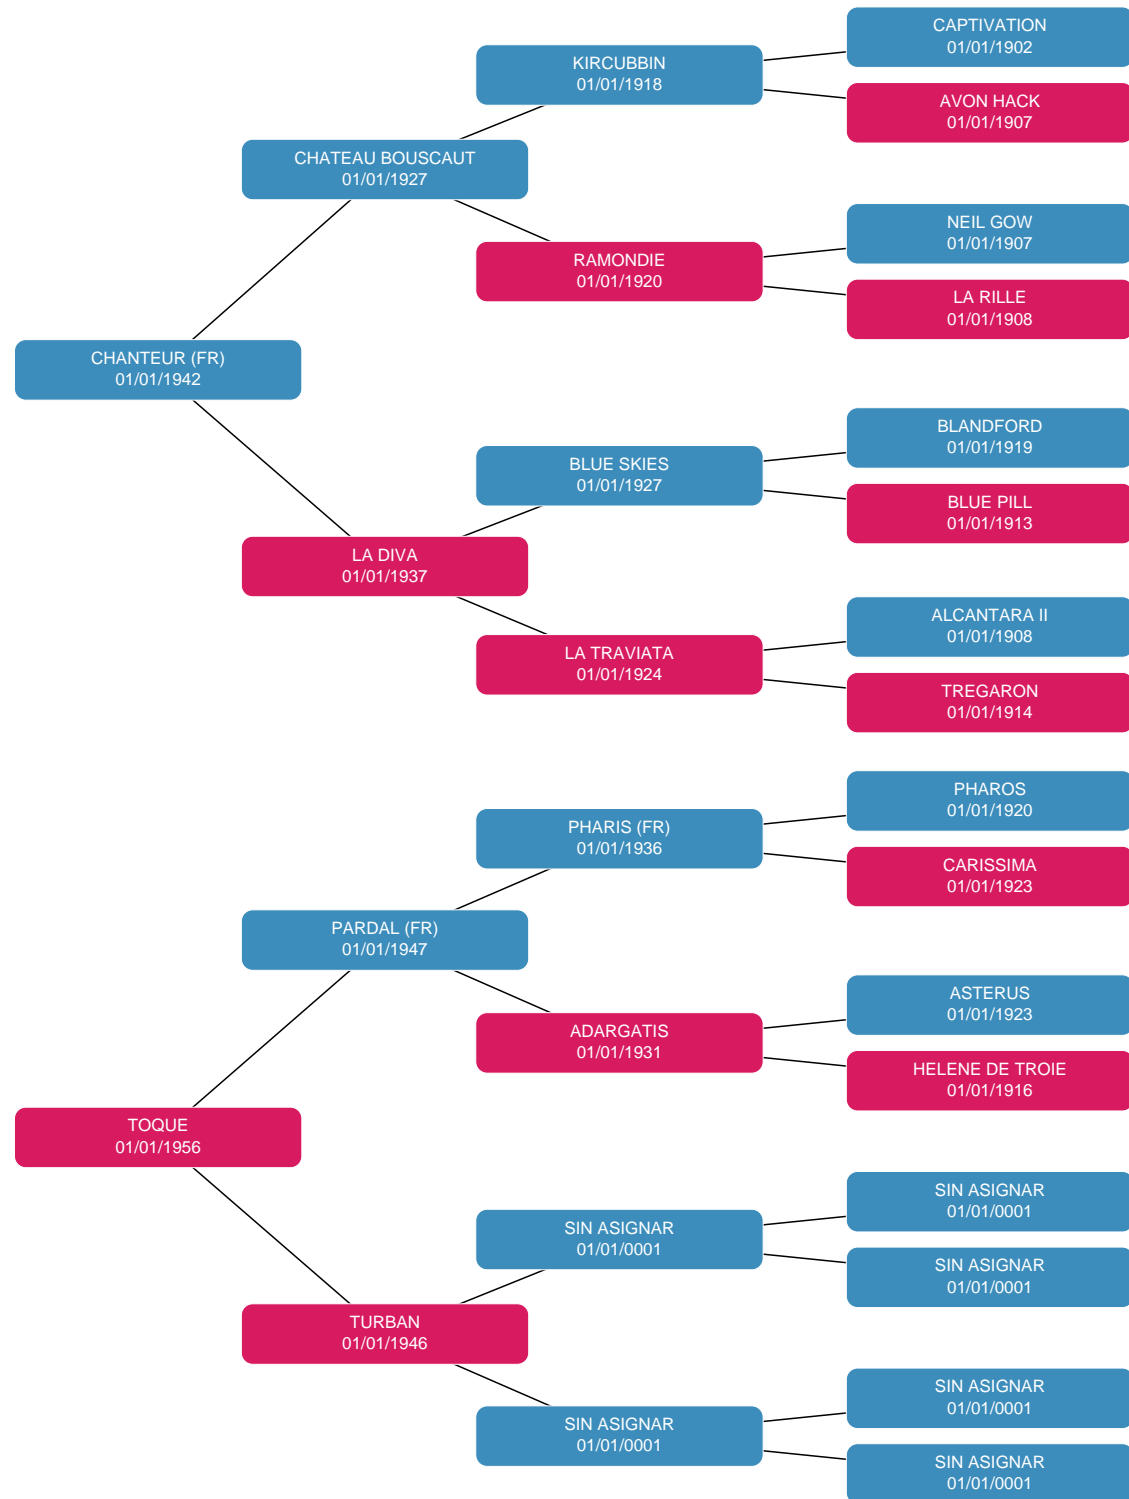 CAPTIVATION
01/01/1902
KIRCUBBIN
01/01/1918
AVON HACK
01/01/1907
CHATEAU BOUSCAUT
01/01/1927
NEIL GOW
01/01/1907
RAMONDIE
01/01/1920
LA RILLE
01/01/1908
CHANTEUR (FR)
01/01/1942
BLANDFORD
01/01/1919
BLUE SKIES
01/01/1927
BLUE PILL
01/01/1913
LA DIVA
01/01/1937
ALCANTARA II
01/01/1908
LA TRAVIATA
01/01/1924
TREGARON
01/01/1914
PHAROS
01/01/1920
PHARIS (FR)
01/01/1936
CARISSIMA
01/01/1923
PARDAL (FR)
01/01/1947
ASTERUS
01/01/1923
ADARGATIS
01/01/1931
HELENE DE TROIE
01/01/1916
TOQUE
01/01/1956
SIN ASIGNAR
01/01/0001
SIN ASIGNAR
01/01/0001
SIN ASIGNAR
01/01/0001
TURBAN
01/01/1946
SIN ASIGNAR
01/01/0001
SIN ASIGNAR
01/01/0001
SIN ASIGNAR
01/01/0001